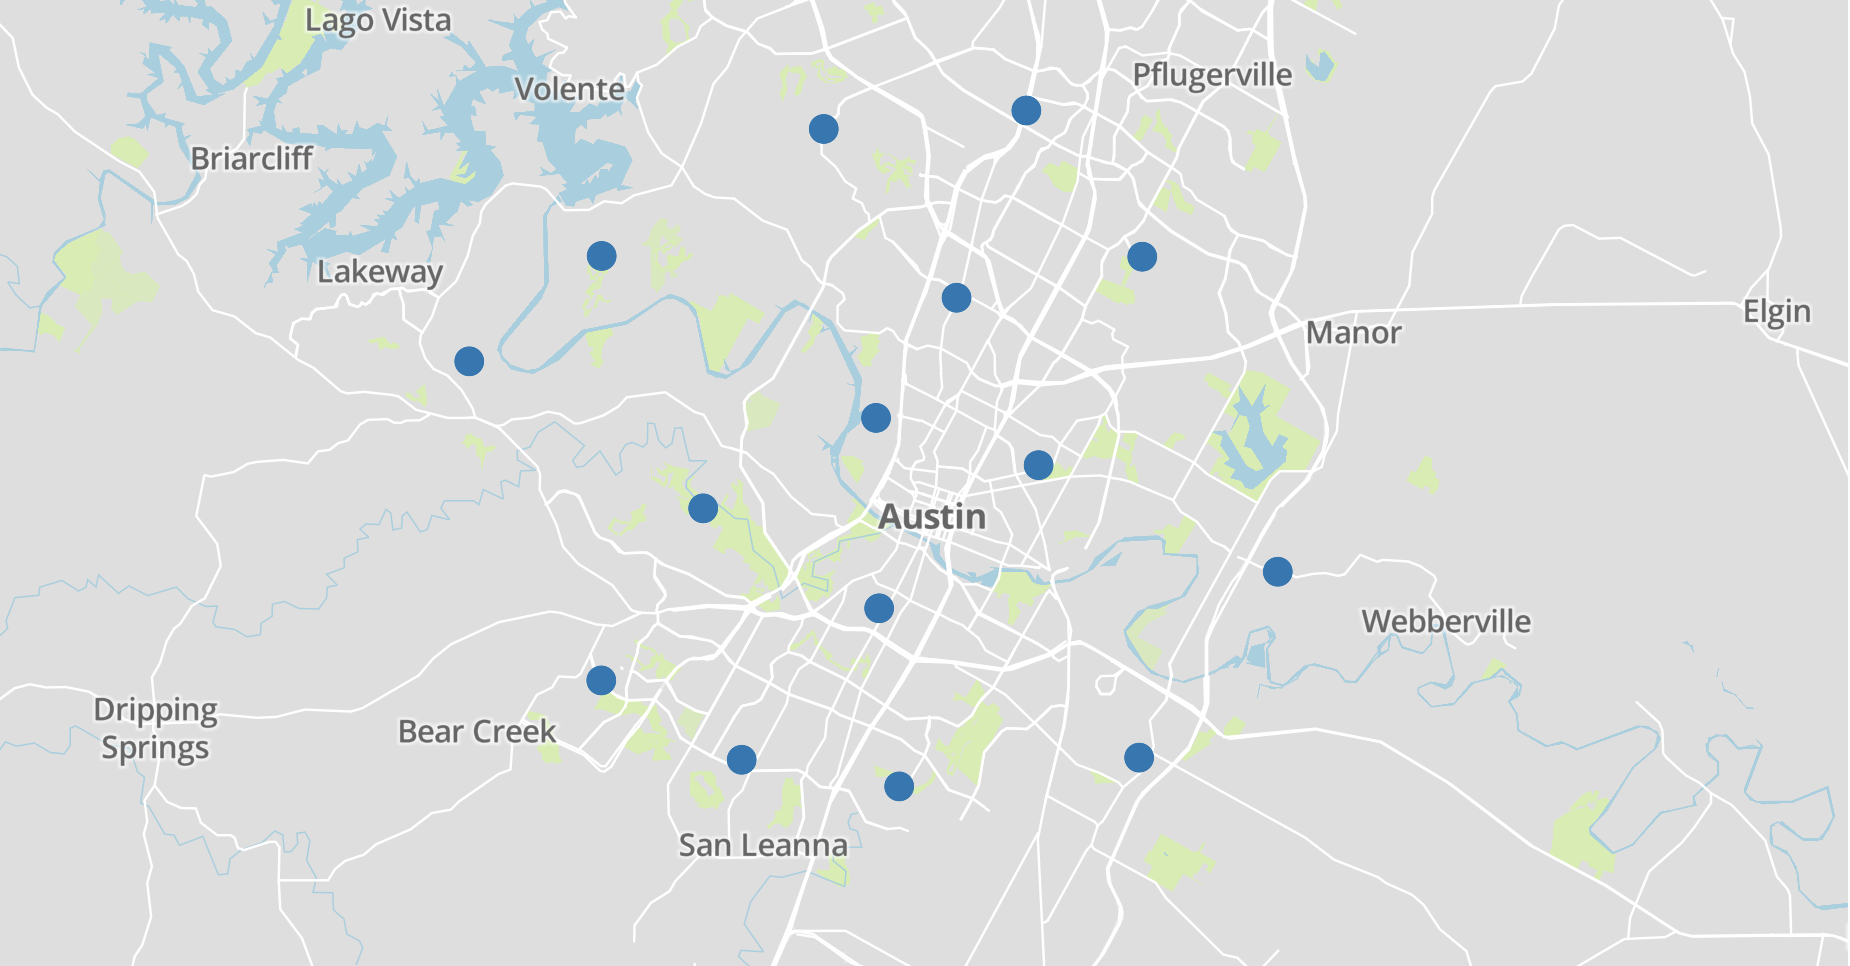 Lago Vista
Volente
Pflugerville
Briarcliff
Lakeway
Elgin
Manor
Austin
Webberville
Dripping
Springs
Bear Creek
San Leanna